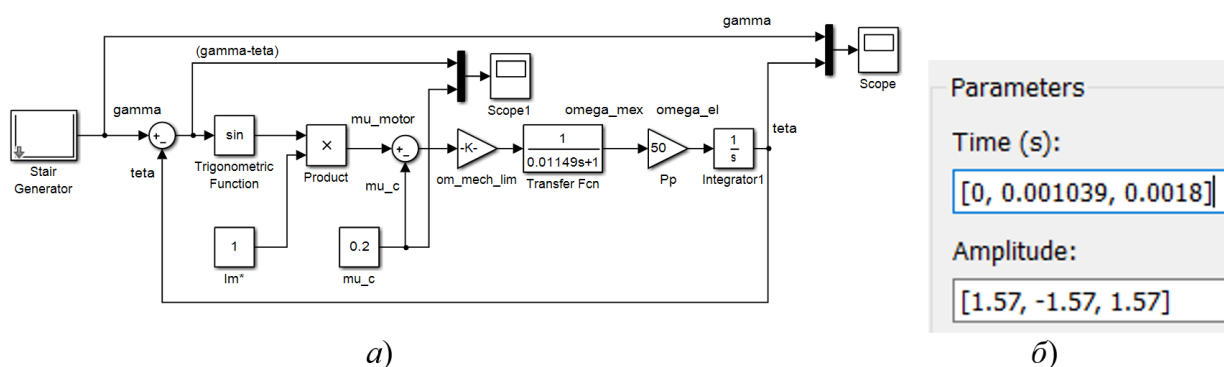 gamma
(gamma-teta)
Scope
Scope1
omega_mex
omega_el
gamma
mu_motor
teta
+
−
sin
×
+
−
-K-
1
0.01149s+1
50
1
s
Stair
Generator
teta
Trigonometric
Function
Product
mu_c
om_mech_lim
Transfer Fcn
Pp
Integrator1
1
0.2
Im*
mu_c
а)
Parameters
Time (s):
[0, 0.001039, 0.0018]
Amplitude:
[1.57, -1.57, 1.57]
б)